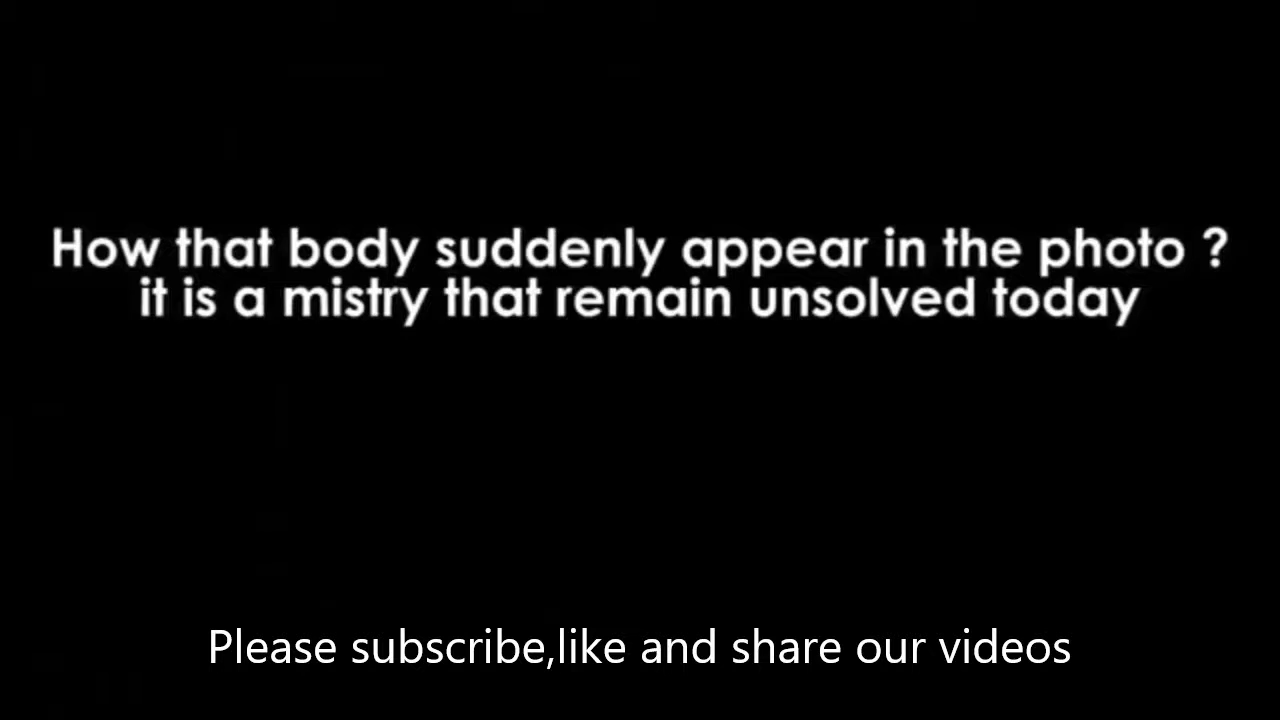 How that body suddenly appear in the photo ?
it is a mistry that remain unsolved today
Please subscribe,like and share our videos